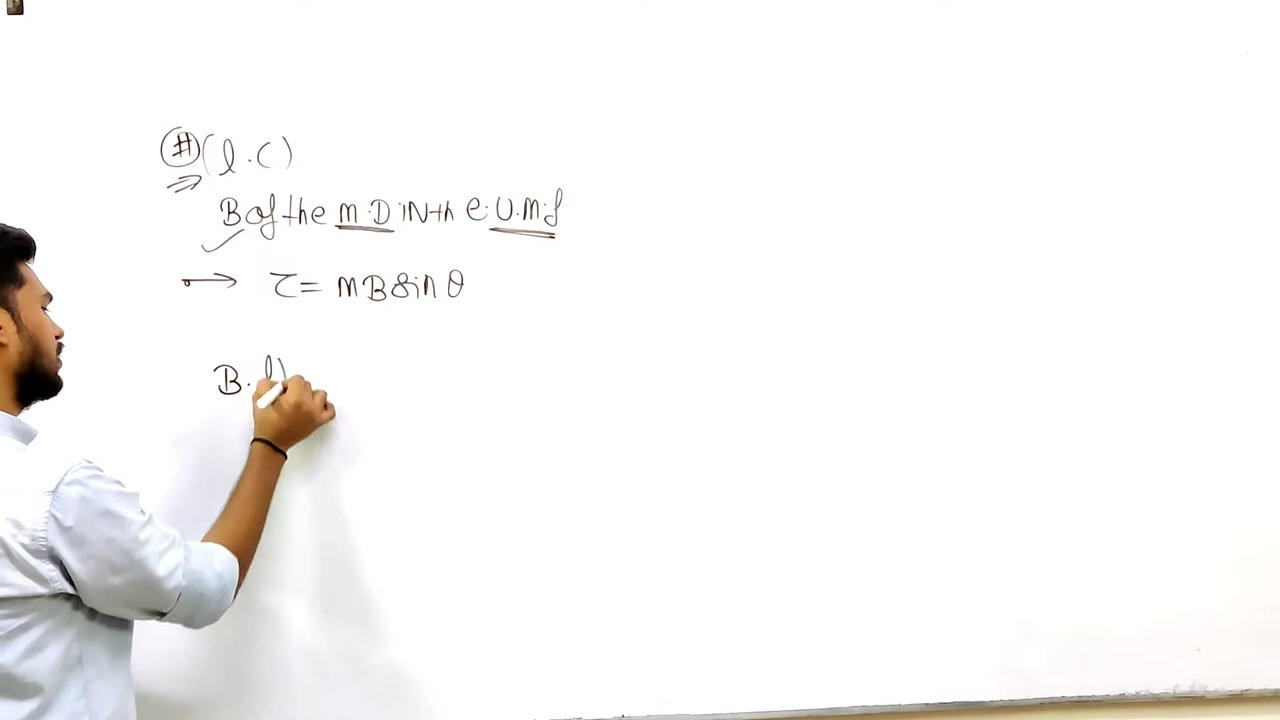 # (l.C)
B of the M.D iN the U.M.f
τ = MB sin θ
B.